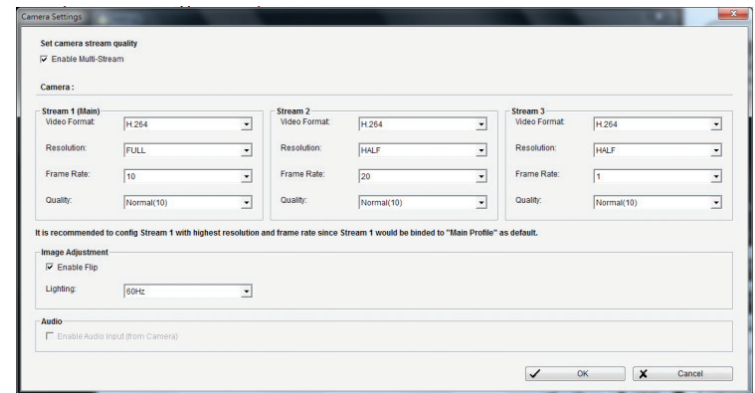 Camera Settings
Set camera stream quality
Enable Multi-Stream
Camera :
Stream 1 (Main)
Video Format:
H.264
Resolution:
FULL
Frame Rate:
10
Quality:
Normal(10)
Stream 2
Video Format:
H.264
Resolution:
HALF
Frame Rate:
20
Quality:
Normal(10)
Stream 3
Video Format:
H.264
Resolution:
HALF
Frame Rate:
1
Quality:
Normal(10)
It is recommended to config Stream 1 with highest resolution and frame rate since Stream 1 would be binded to "Main Profile" as default.
Image Adjustment
Enable Flip
Lighting:
60Hz
Audio
Enable Audio Input (from Camera)
OK
Cancel